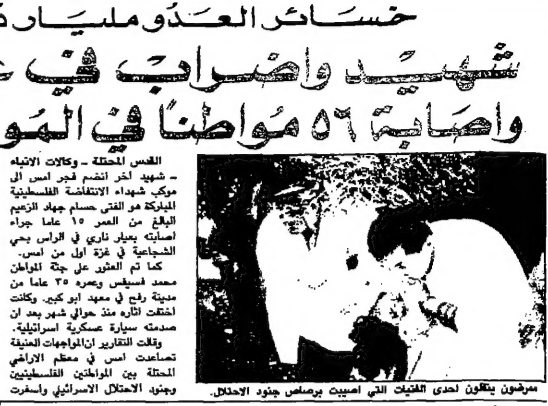 خسائر العدو مليار
شهيد واضراب في
واصابة ٥٦ مواطنا في المو
القدس المحتلة - وكالات الانباء
- شهيد آخر انضم فجر امس الى
موكب شهداء الانتفاضة الفلسطينية
المباركة هو الفتى حسام جهاد الزعيم
البالغ من العمر ١٥ عاما جراء
اصابته بعيار ناري في الراس بحي
الشجاعية في غزة اول من امس.
كما تم العثور على جثة المواطن
محمد فسيفس وعمره ٣٥ عاما من
مدينة رفح في معهد ابو كبير. وكانت
اختفت اثاره منذ حوالي شهر بعد ان
صدمته سيارة عسكرية اسرائيلية.
وقالت التقارير ان المواجهات العنيفة
تصاعدت امس في معظم الاراضي
المحتلة بين المواطنين الفلسطينيين
وجنود الاحتلال الاسرائيلي واسفرت
ممرضون ينقلون احدى الفتيات التي اصيبت برصاص جنود الاحتلال.